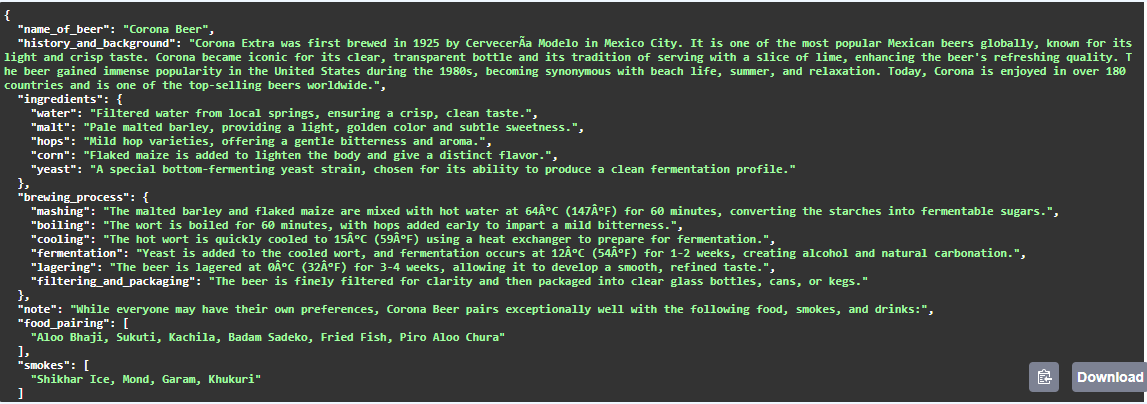 {
"name_of_beer": "Corona Beer",
"history_and_background": "Corona Extra was first brewed in 1925 by CervecerÃa Modelo in Mexico City. It is one of the most popular Mexican beers globally, known for its
light and crisp taste. Corona became iconic for its clear, transparent bottle and its tradition of serving with a slice of lime, enhancing the beer's refreshing quality. T
he beer gained immense popularity in the United States during the 1980s, becoming synonymous with beach life, summer, and relaxation. Today, Corona is enjoyed in over 180
countries and is one of the top-selling beers worldwide.",
"ingredients": {
"water": "Filtered water from local springs, ensuring a crisp, clean taste.",
"malt": "Pale malted barley, providing a light, golden color and subtle sweetness.",
"hops": "Mild hop varieties, offering a gentle bitterness and aroma.",
"corn": "Flaked maize is added to lighten the body and give a distinct flavor.",
"yeast": "A special bottom-fermenting yeast strain, chosen for its ability to produce a clean fermentation profile."
},
"brewing_process": {
"mashing": "The malted barley and flaked maize are mixed with hot water at 64Â°C (147Â°F) for 60 minutes, converting the starches into fermentable sugars.",
"boiling": "The wort is boiled for 60 minutes, with hops added early to impart a mild bitterness.",
"cooling": "The hot wort is quickly cooled to 15Â°C (59Â°F) using a heat exchanger to prepare for fermentation.",
"fermentation": "Yeast is added to the cooled wort, and fermentation occurs at 12Â°C (54Â°F) for 1-2 weeks, creating alcohol and natural carbonation.",
"lagering": "The beer is lagered at 0Â°C (32Â°F) for 3-4 weeks, allowing it to develop a smooth, refined taste.",
"filtering_and_packaging": "The beer is finely filtered for clarity and then packaged into clear glass bottles, cans, or kegs."
},
"note": "While everyone may have their own preferences, Corona Beer pairs exceptionally well with the following food, smokes, and drinks:",
"food_pairing": [
"Aloo Bhaji, Sukuti, Kachila, Badam Sadeko, Fried Fish, Piro Aloo Chura"
],
"smokes": [
"Shikhar Ice, Mond, Garam, Khukuri"
]
Download